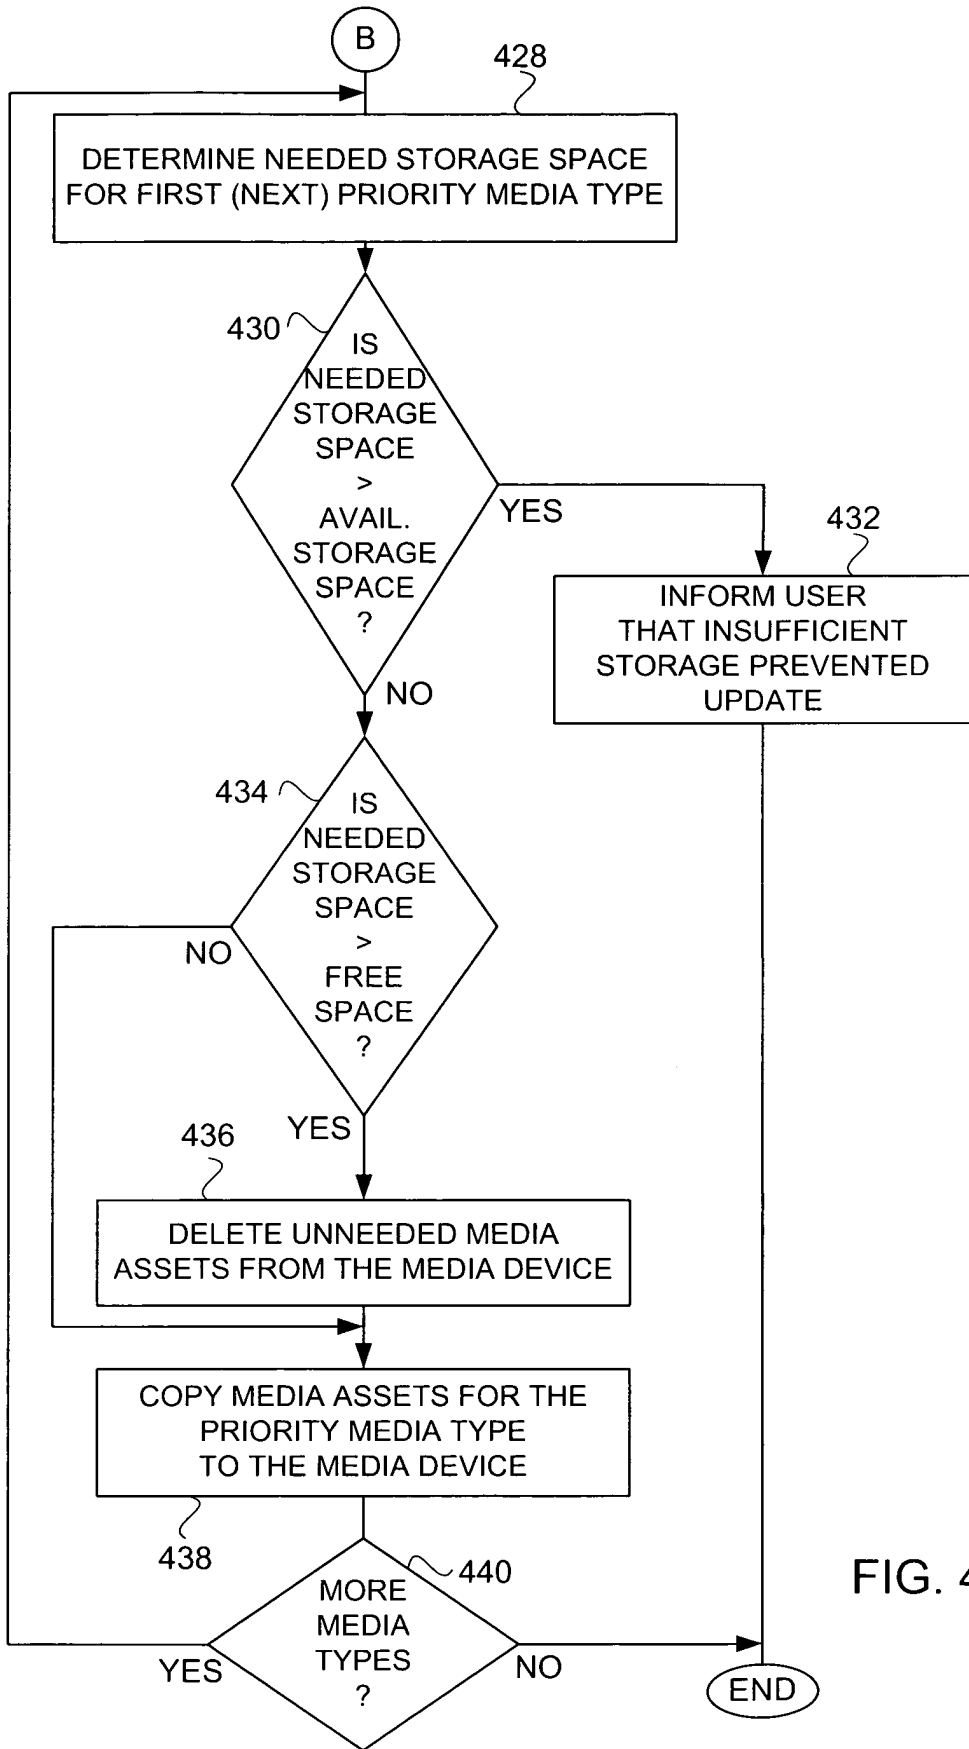 B
428
DETERMINE NEEDED STORAGE SPACE
FOR FIRST (NEXT) PRIORITY MEDIA TYPE
430
IS
NEEDED
STORAGE
SPACE
>
AVAIL.
STORAGE
SPACE
?
YES
NO
432
INFORM USER
THAT INSUFFICIENT
STORAGE PREVENTED
UPDATE
434
IS
NEEDED
STORAGE
SPACE
>
FREE
SPACE
?
NO
YES
436
DELETE UNNEEDED MEDIA
ASSETS FROM THE MEDIA DEVICE
COPY MEDIA ASSETS FOR THE
PRIORITY MEDIA TYPE
TO THE MEDIA DEVICE
438
440
MORE
MEDIA
TYPES
?
YES
NO
END
FIG. 4